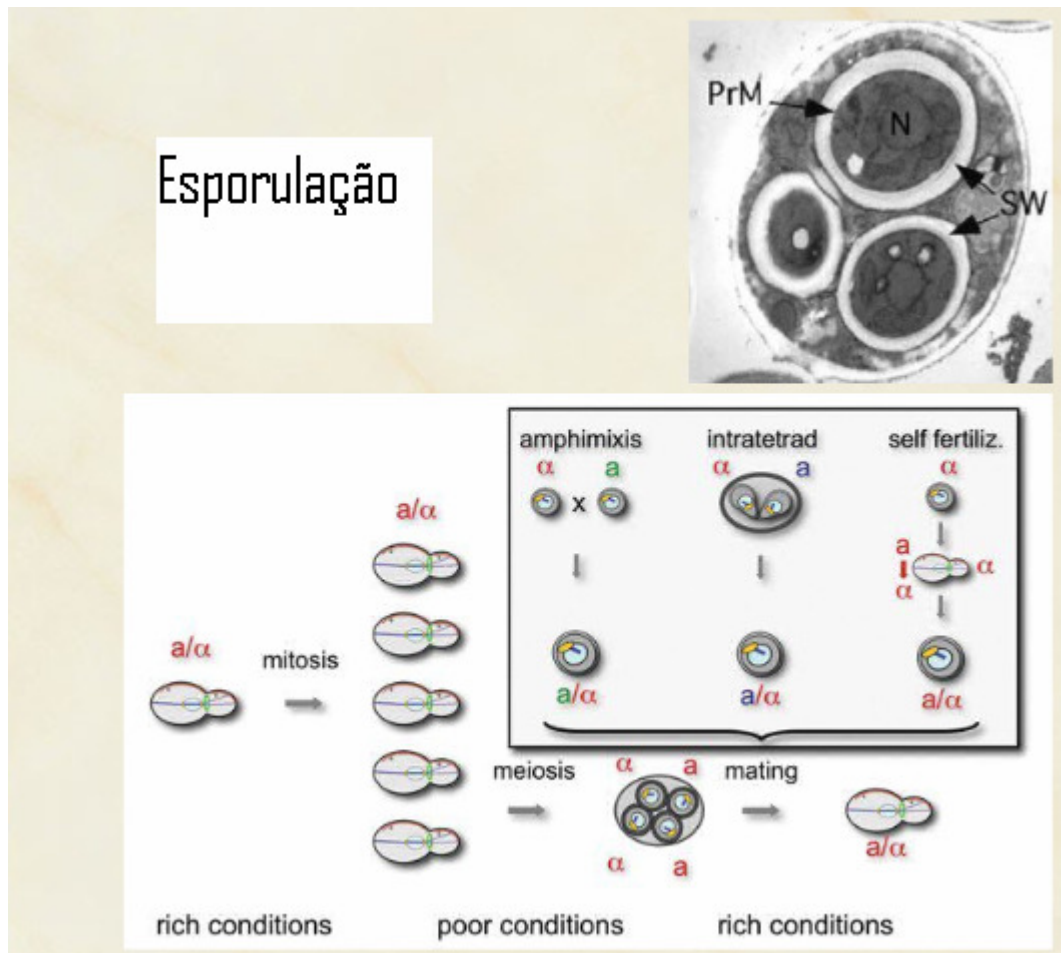 PrM
N
SW
Esporulação
amphimixis intratetrad self fertiliz.
α a α a α
x
a/α
a α
α
a/α
mitosis
a/α a/α a/α
meiosis α a mating
α a a/α
rich conditions poor conditions rich conditions